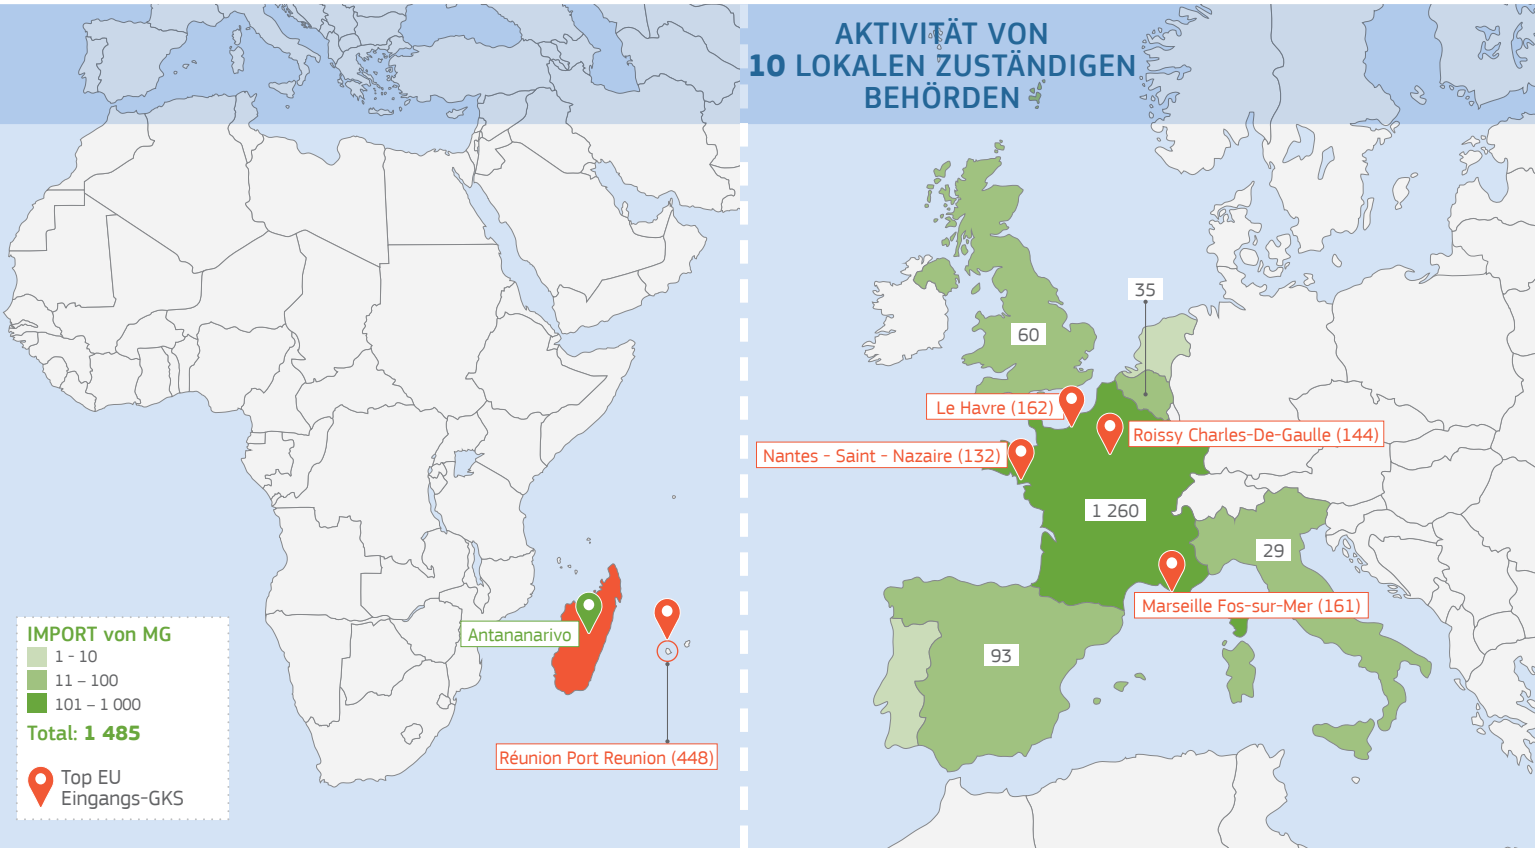 AKTIVITÄT VON
10 LOKALEN ZUSTÄNDIGEN
BEHÖRDEN
35
60
Le Havre (162)
Roissy Charles-De-Gaulle (144)
Nantes - Saint - Nazaire (132)
1 260
29
Marseille Fos-sur-Mer (161)
93
Antananarivo
Réunion Port Reunion (448)
IMPORT von MG
1 - 10
11 – 100
101 – 1 000
Total: 1 485
Top EU
Eingangs-GKS